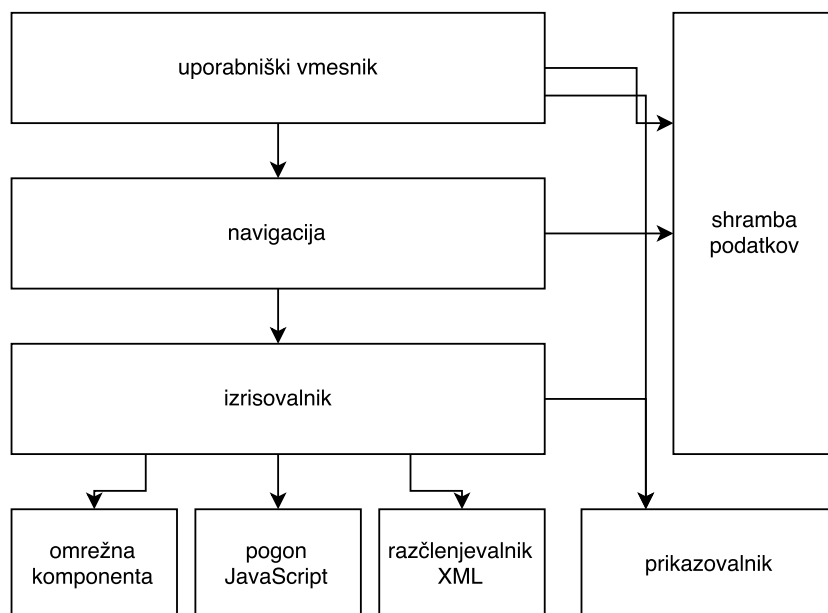 uporabniški vmesnik
navigacija
shramba
podatkov
izrisovalnik
omrežna
komponenta
pogon
JavaScript
razčlenjevalnik
XML
prikazovalnik